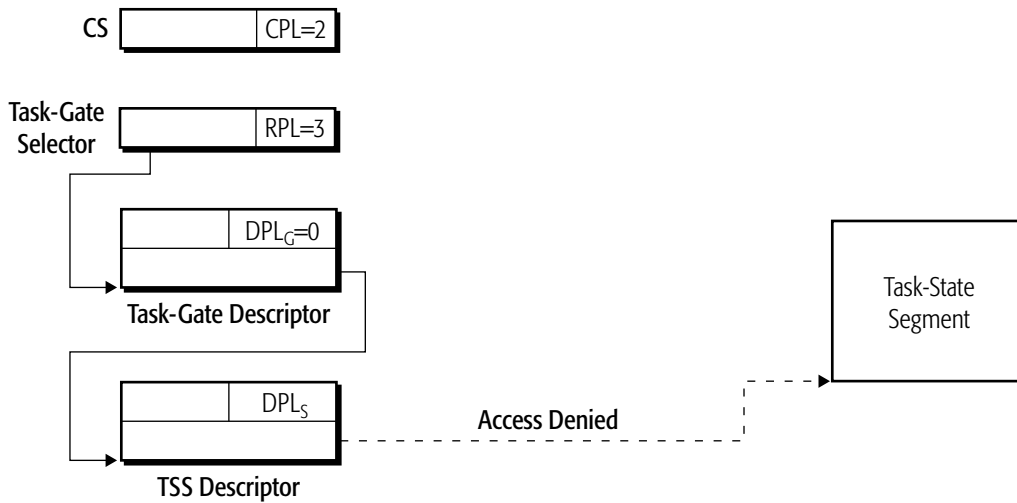 CS
CPL=2
Task-Gate
Selector
RPL=3
DPLG=0
Task-Gate Descriptor
Task-State
Segment
DPLS
Access Denied
TSS Descriptor